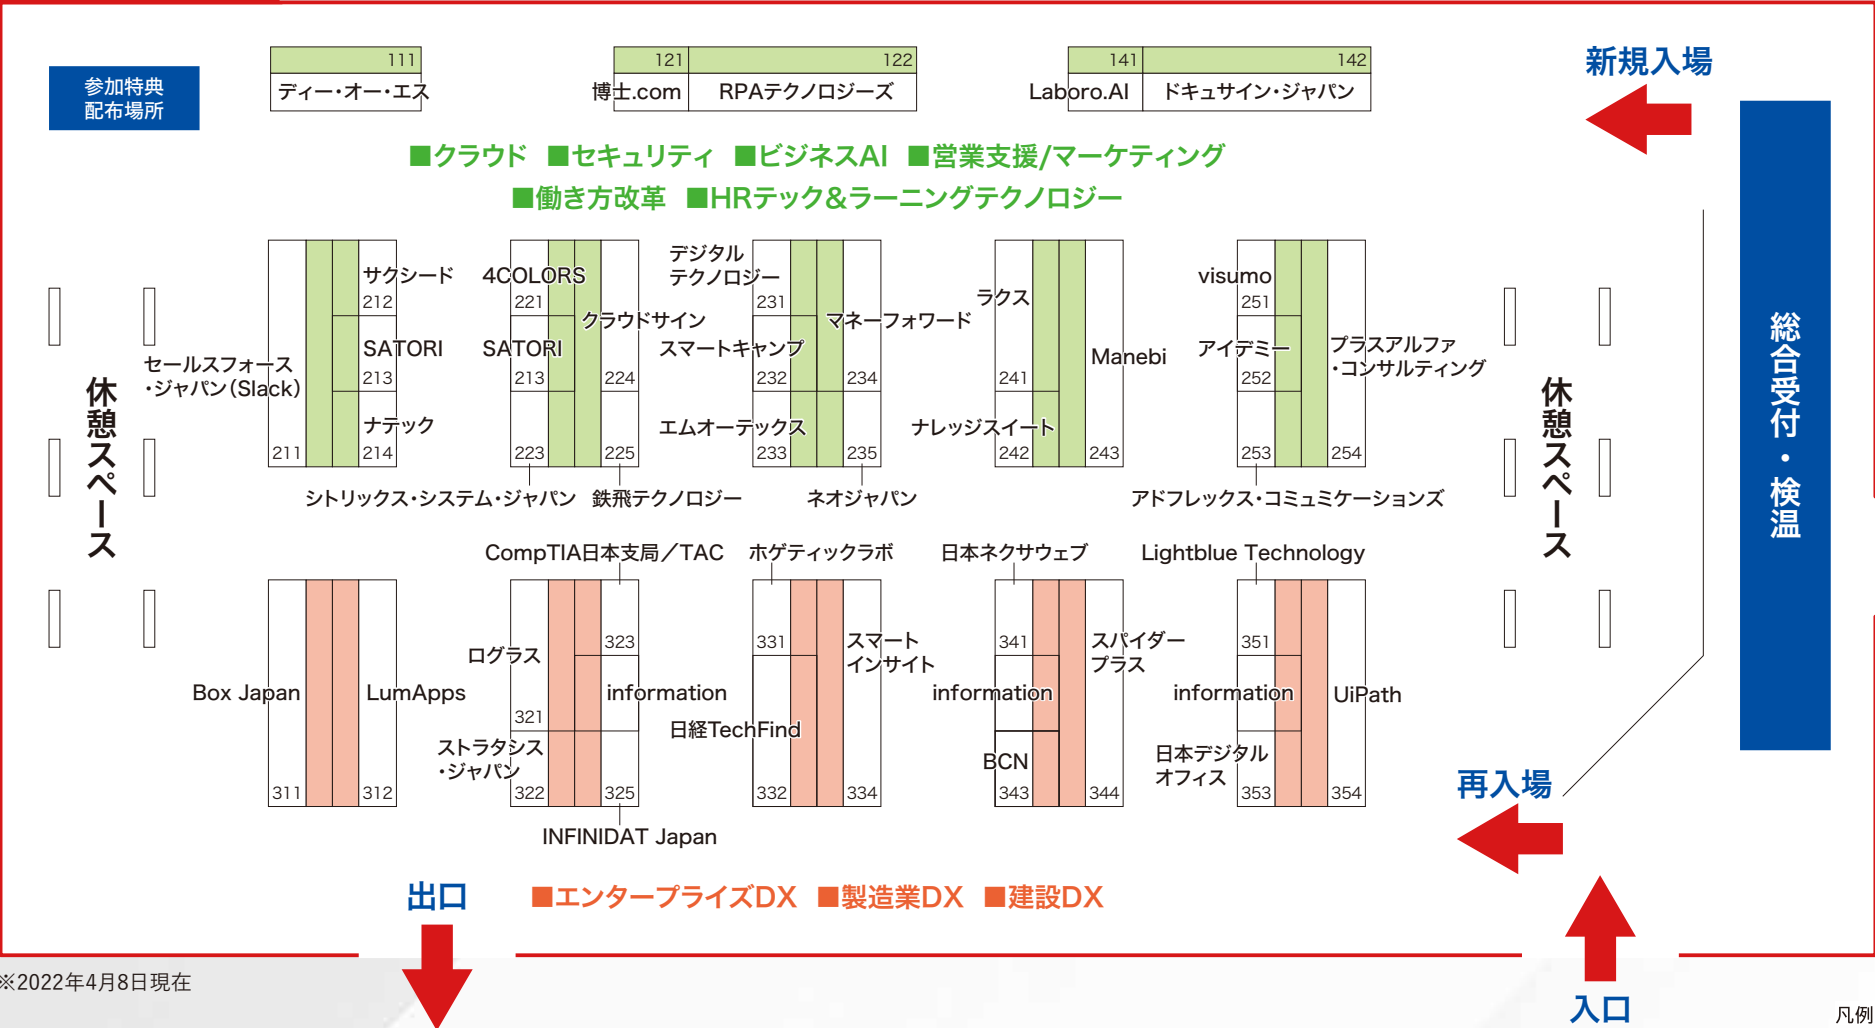 参加特典
配布場所
111
ディー・オー・エス
121
博士.com
122
RPAテクノロジーズ
141
Laboro.AI
142
ドキュサイン・ジャパン
新規入場
■クラウド ■セキュリティ ■ビジネスAI ■営業支援/マーケティング
■働き方改革 ■HRテック&ラーニングテクノロジー
休憩スペース
セールスフォース
・ジャパン(Slack)
211
サクシード
212
SATORI
213
ナテック
214
4COLORS
221
SATORI
213
223
シトリックス・システム・ジャパン
クラウドサイン
224
225
鉄飛テクノロジー
デジタル
テクノロジー
231
スマートキャンプ
232
エムオーテックス
233
マネーフォワード
234
235
ネオジャパン
ラクス
241
ナレッジスイート
242
Manebi
243
visumo
251
アイデミー
252
253
アドフレックス・コミュミケーションズ
プラスアルファ
・コンサルティング
254
休憩スペース
総合受付・検温
Box Japan
311
LumApps
312
ログラス
321
ストラタシス
・ジャパン
322
CompTIA日本支局／TAC
323
information
325
INFINIDAT Japan
ホゲティックラボ
331
日経TechFind
332
スマート
インサイト
334
日本ネクサウェブ
341
information
BCN
343
スパイダー
プラス
344
Lightblue Technology
351
information
日本デジタル
オフィス
353
UiPath
354
再入場
出口
■エンタープライズDX ■製造業DX ■建設DX
※2022年4月8日現在
入口
凡例